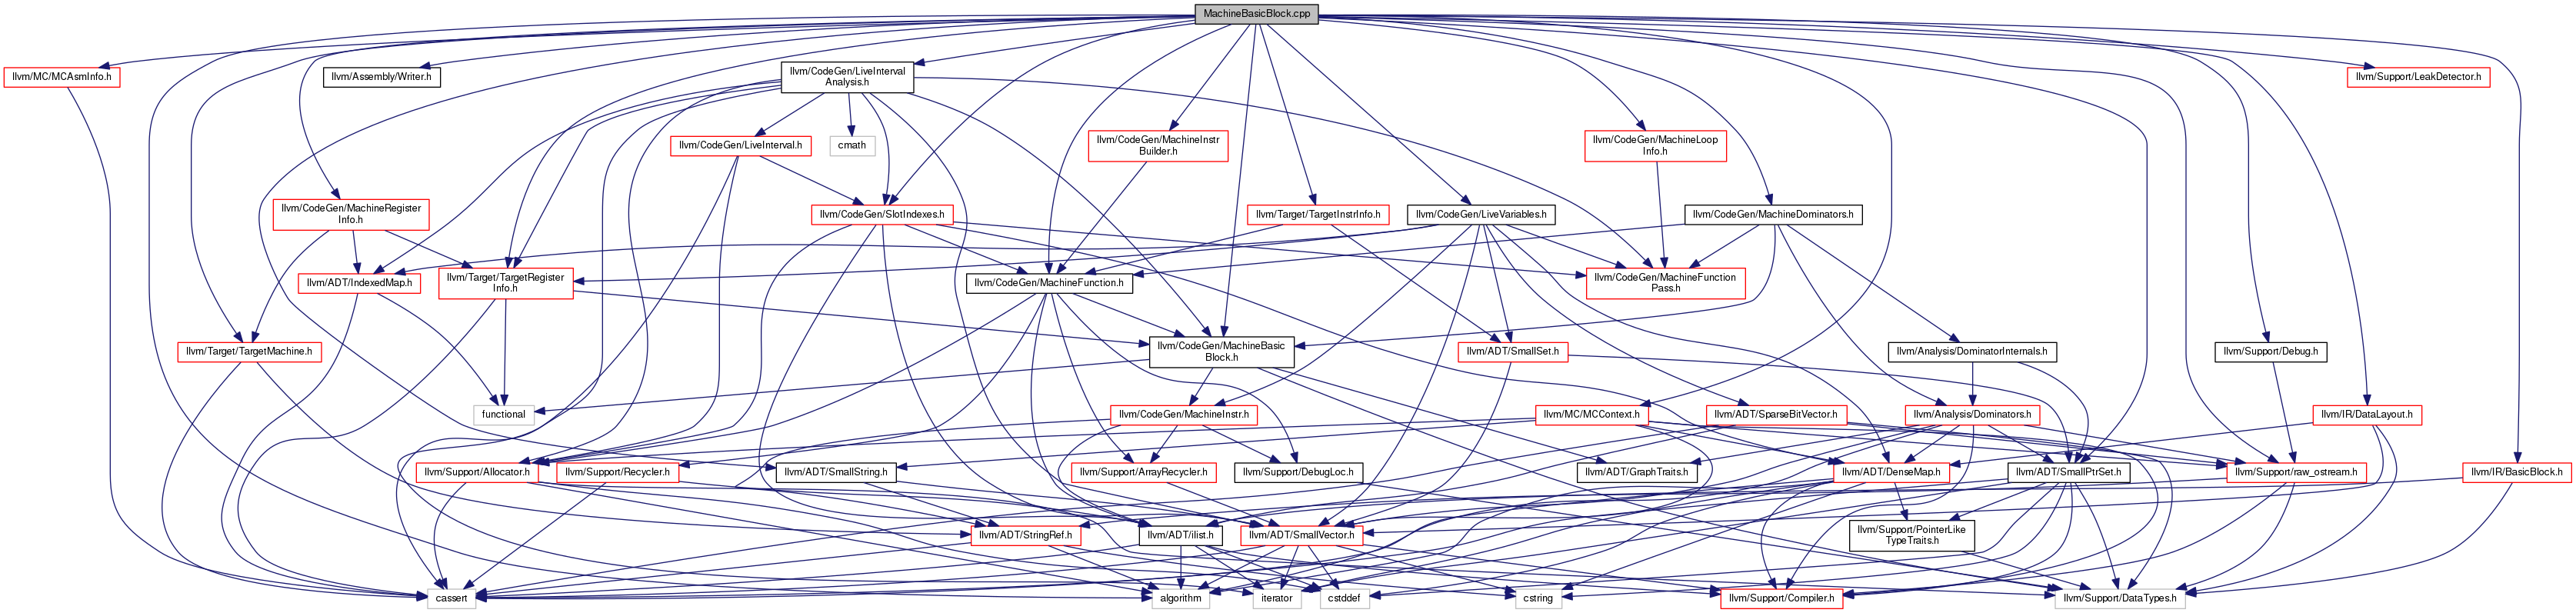 MachineBasicBlock.cpp
llvm/MC/MCAsmInfo.h
llvm/Assembly/Writer.h
llvm/CodeGen/LiveInterval
Analysis.h
llvm/Support/LeakDetector.h
llvm/CodeGen/LiveInterval.h
cmath
llvm/CodeGen/MachineInstr
Builder.h
llvm/CodeGen/MachineLoop
Info.h
llvm/CodeGen/MachineRegister
Info.h
llvm/CodeGen/SlotIndexes.h
llvm/Target/TargetInstrInfo.h
llvm/CodeGen/LiveVariables.h
llvm/CodeGen/MachineDominators.h
llvm/ADT/IndexedMap.h
llvm/Target/TargetRegister
Info.h
llvm/CodeGen/MachineFunction.h
llvm/CodeGen/MachineFunction
Pass.h
llvm/Target/TargetMachine.h
llvm/CodeGen/MachineBasic
Block.h
llvm/ADT/SmallSet.h
llvm/Analysis/DominatorInternals.h
llvm/Support/Debug.h
functional
llvm/CodeGen/MachineInstr.h
llvm/MC/MCContext.h
llvm/ADT/SparseBitVector.h
llvm/Analysis/Dominators.h
llvm/IR/DataLayout.h
llvm/Support/Allocator.h
llvm/Support/Recycler.h
llvm/ADT/SmallString.h
llvm/Support/ArrayRecycler.h
llvm/Support/DebugLoc.h
llvm/ADT/GraphTraits.h
llvm/ADT/DenseMap.h
llvm/ADT/SmallPtrSet.h
llvm/Support/raw_ostream.h
llvm/IR/BasicBlock.h
llvm/ADT/StringRef.h
llvm/ADT/ilist.h
llvm/ADT/SmallVector.h
llvm/Support/PointerLike
TypeTraits.h
cassert
algorithm
iterator
cstddef
cstring
llvm/Support/Compiler.h
llvm/Support/DataTypes.h